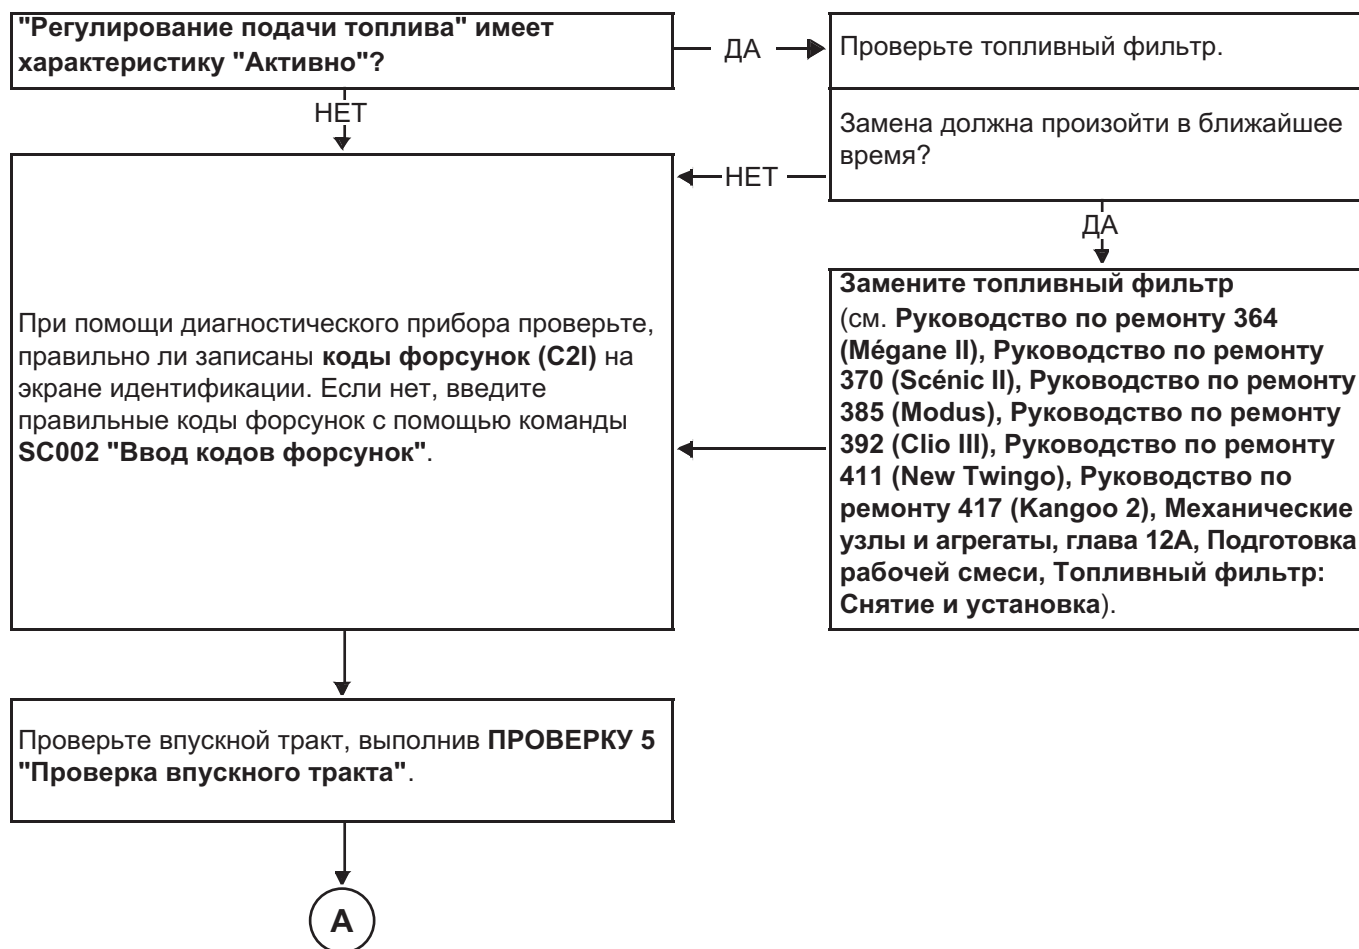 "Регулирование подачи топлива" имеет
характеристику "Активно"?
ДА
Проверьте топливный фильтр.
НЕТ
Замена должна произойти в ближайшее
время?
НЕТ
ДА
При помощи диагностического прибора проверьте,
правильно ли записаны коды форсунок (C2I) на
экране идентификации. Если нет, введите
правильные коды форсунок с помощью команды
SC002 "Ввод кодов форсунок".
Замените топливный фильтр
(см. Руководство по ремонту 364
(Mégane II), Руководство по ремонту
370 (Scénic II), Руководство по ремонту
385 (Modus), Руководство по ремонту
392 (Clio III), Руководство по ремонту
411 (New Twingo), Руководство по
ремонту 417 (Kangoo 2), Механические
узлы и агрегаты, глава 12A, Подготовка
рабочей смеси, Топливный фильтр:
Снятие и установка).
Проверьте впускной тракт, выполнив ПРОВЕРКУ 5
"Проверка впускного тракта".
A